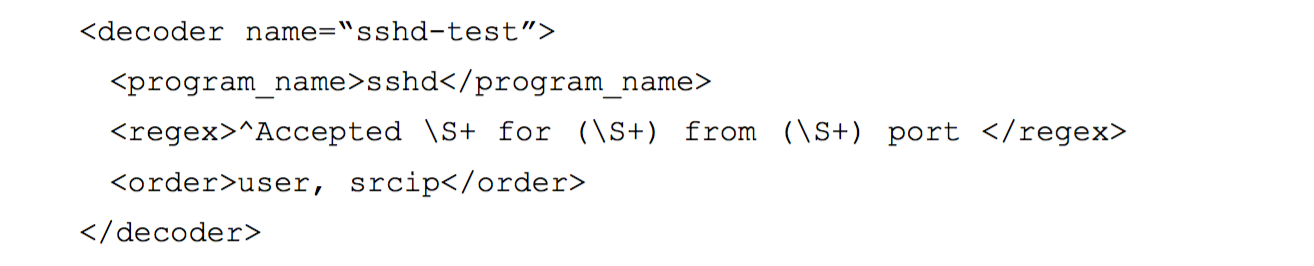 <decoder name=“sshd-test”>
<program_name>sshd</program_name>
<regex>^Accepted \S+ for (\S+) from (\S+) port </regex>
<order>user, srcip</order>
</decoder>